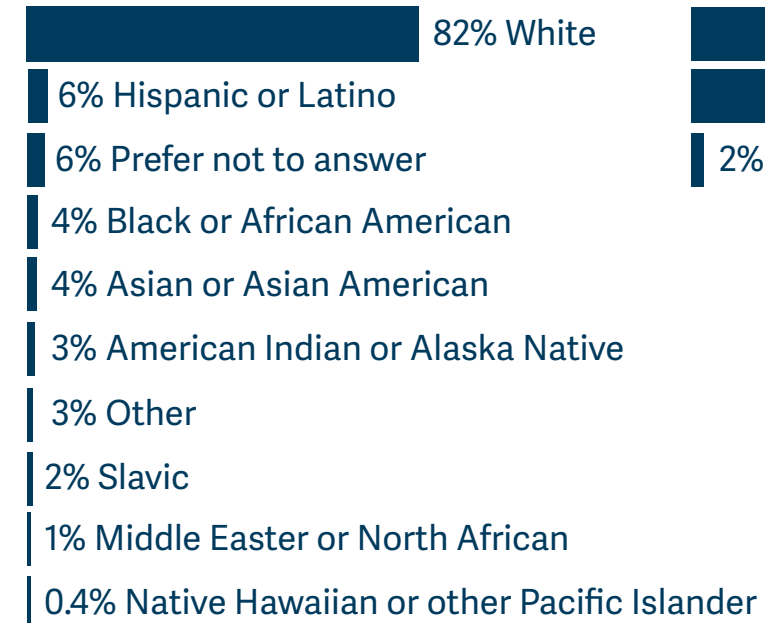 82% White
6% Hispanic or Latino
6% Prefer not to answer
2%
4% Black or African American
4% Asian or Asian American
3% American Indian or Alaska Native
3% Other
2% Slavic
1% Middle Easter or North African
0.4% Native Hawaiian or other Pacific Islander